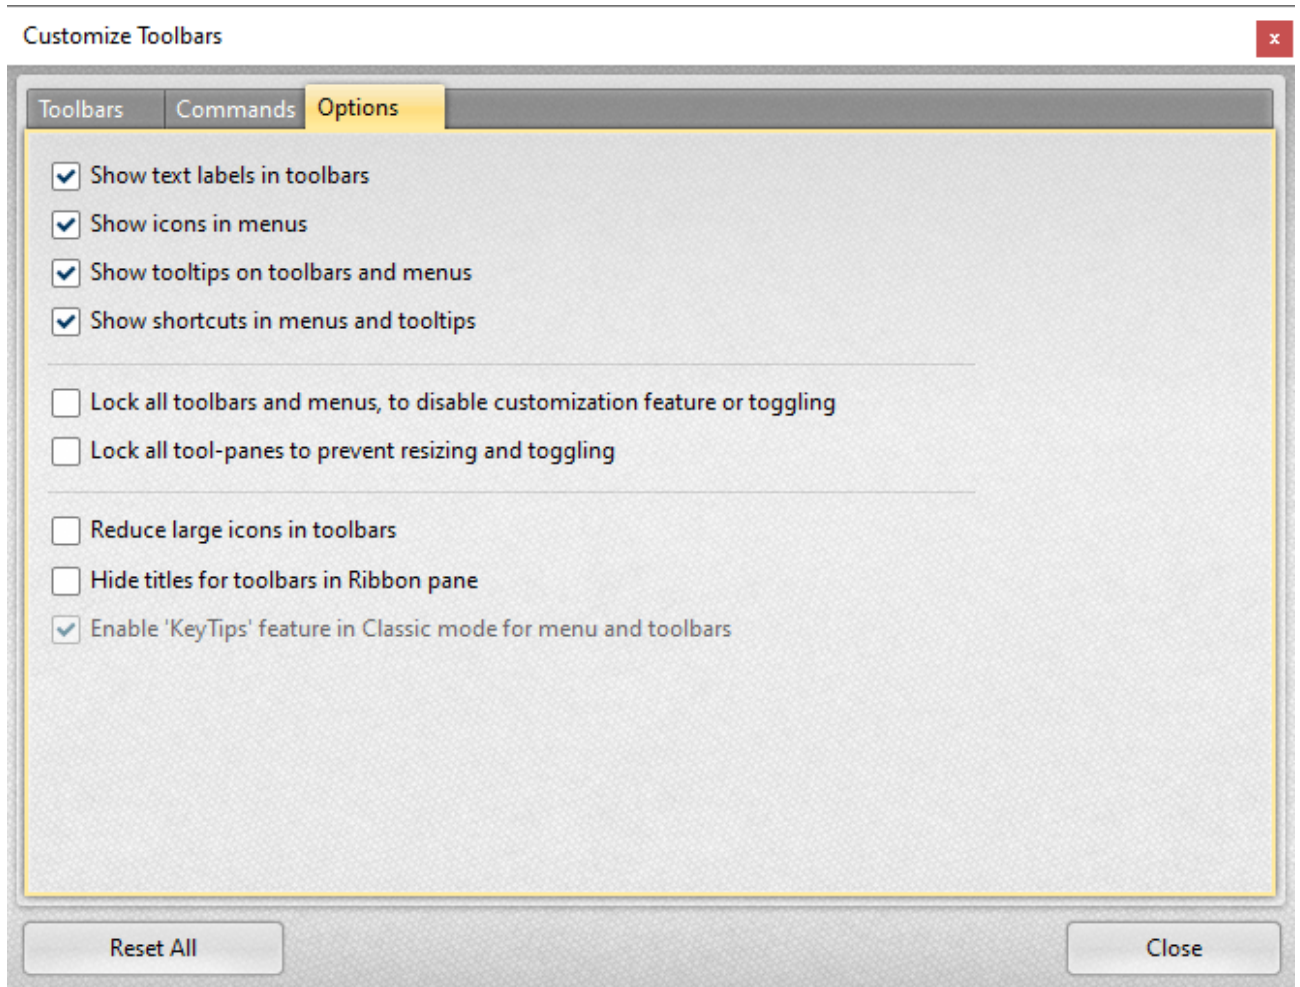 Customize Toolbars
x
Toolbars Commands Options
Show text labels in toolbars
Show icons in menus
Show tooltips on toolbars and menus
Show shortcuts in menus and tooltips
Lock all toolbars and menus, to disable customization feature or toggling
Lock all tool-panes to prevent resizing and toggling
Reduce large icons in toolbars
Hide titles for toolbars in Ribbon pane
Enable 'KeyTips' feature in Classic mode for menu and toolbars
Reset All Close